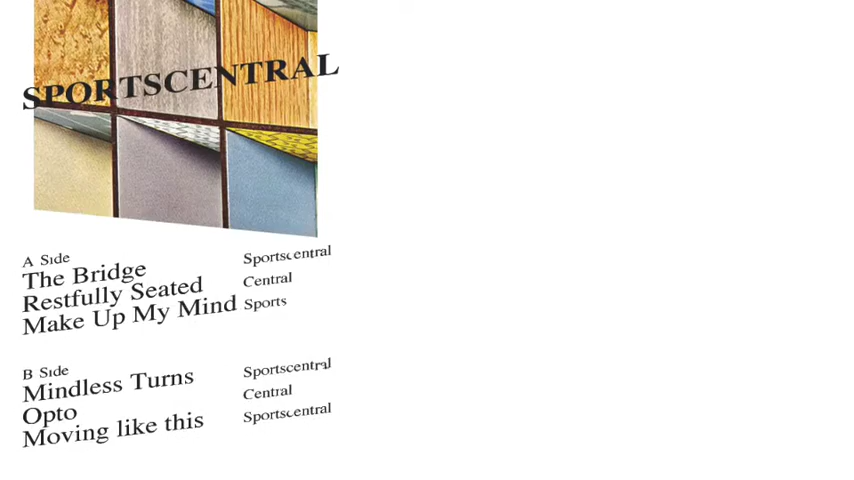 SPORTSCENTRAL
A Side
The Bridge Sportscentral
Restfully Seated Central
Make Up My Mind Sports
B Side
Mindless Turns Sportscentral
Opto Central
Moving like this Sportscentral